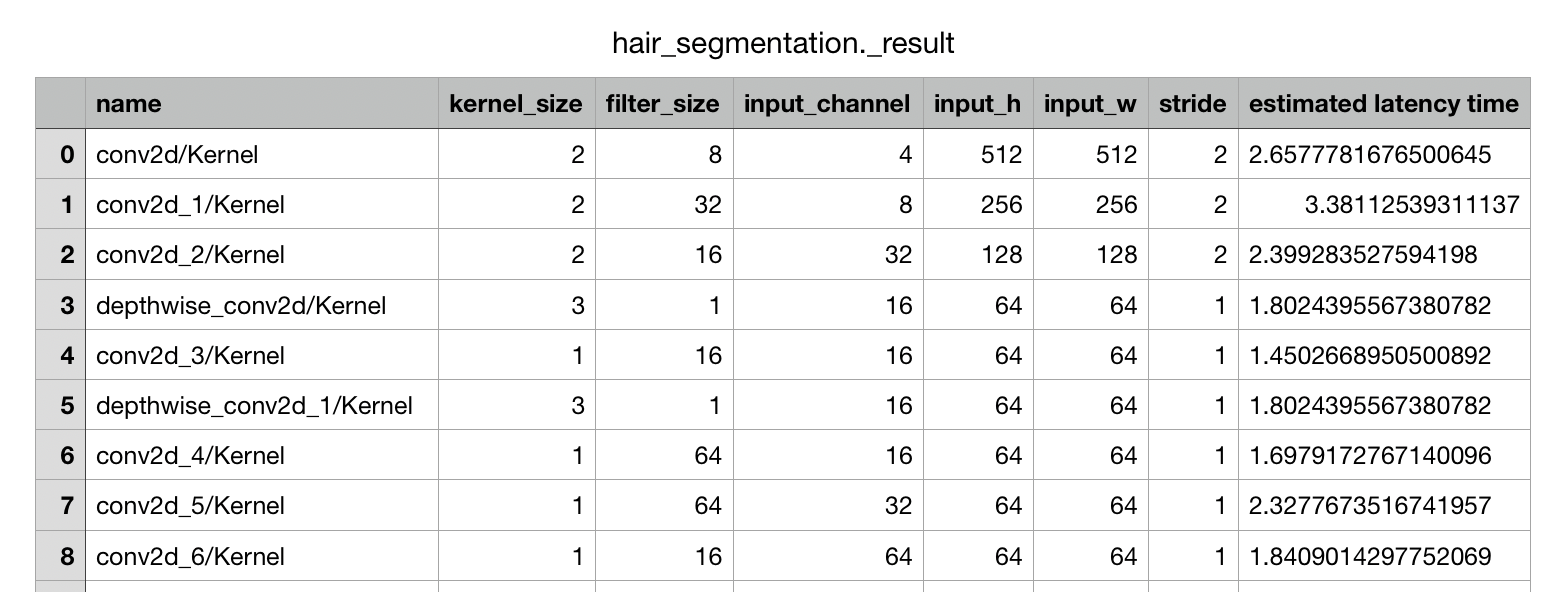 hair_segmentation._result
name kernel_size filter_size input_channel input_h input_w stride estimated latency time
0 conv2d/Kernel 2 8 4 512 512 2 2.6577781676500645
1 conv2d_1/Kernel 2 32 8 256 256 2 3.38112539311137
2 conv2d_2/Kernel 2 16 32 128 128 2 2.399283527594198
3 depthwise_conv2d/Kernel 3 1 16 64 64 1 1.8024395567380782
4 conv2d_3/Kernel 1 16 16 64 64 1 1.4502668950500892
5 depthwise_conv2d_1/Kernel 3 1 16 64 64 1 1.8024395567380782
6 conv2d_4/Kernel 1 64 16 64 64 1 1.6979172767140096
7 conv2d_5/Kernel 1 64 32 64 64 1 2.3277673516741957
8 conv2d_6/Kernel 1 16 64 64 64 1 1.8409014297752069